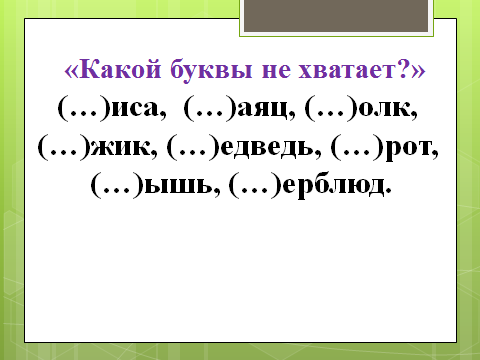 «Какой буквы не хватает?»
(…)иса, (…)аяц, (…)олк,
(…)жик, (…)едведь, (…)рот,
(…)ышь, (…)ерблюд.